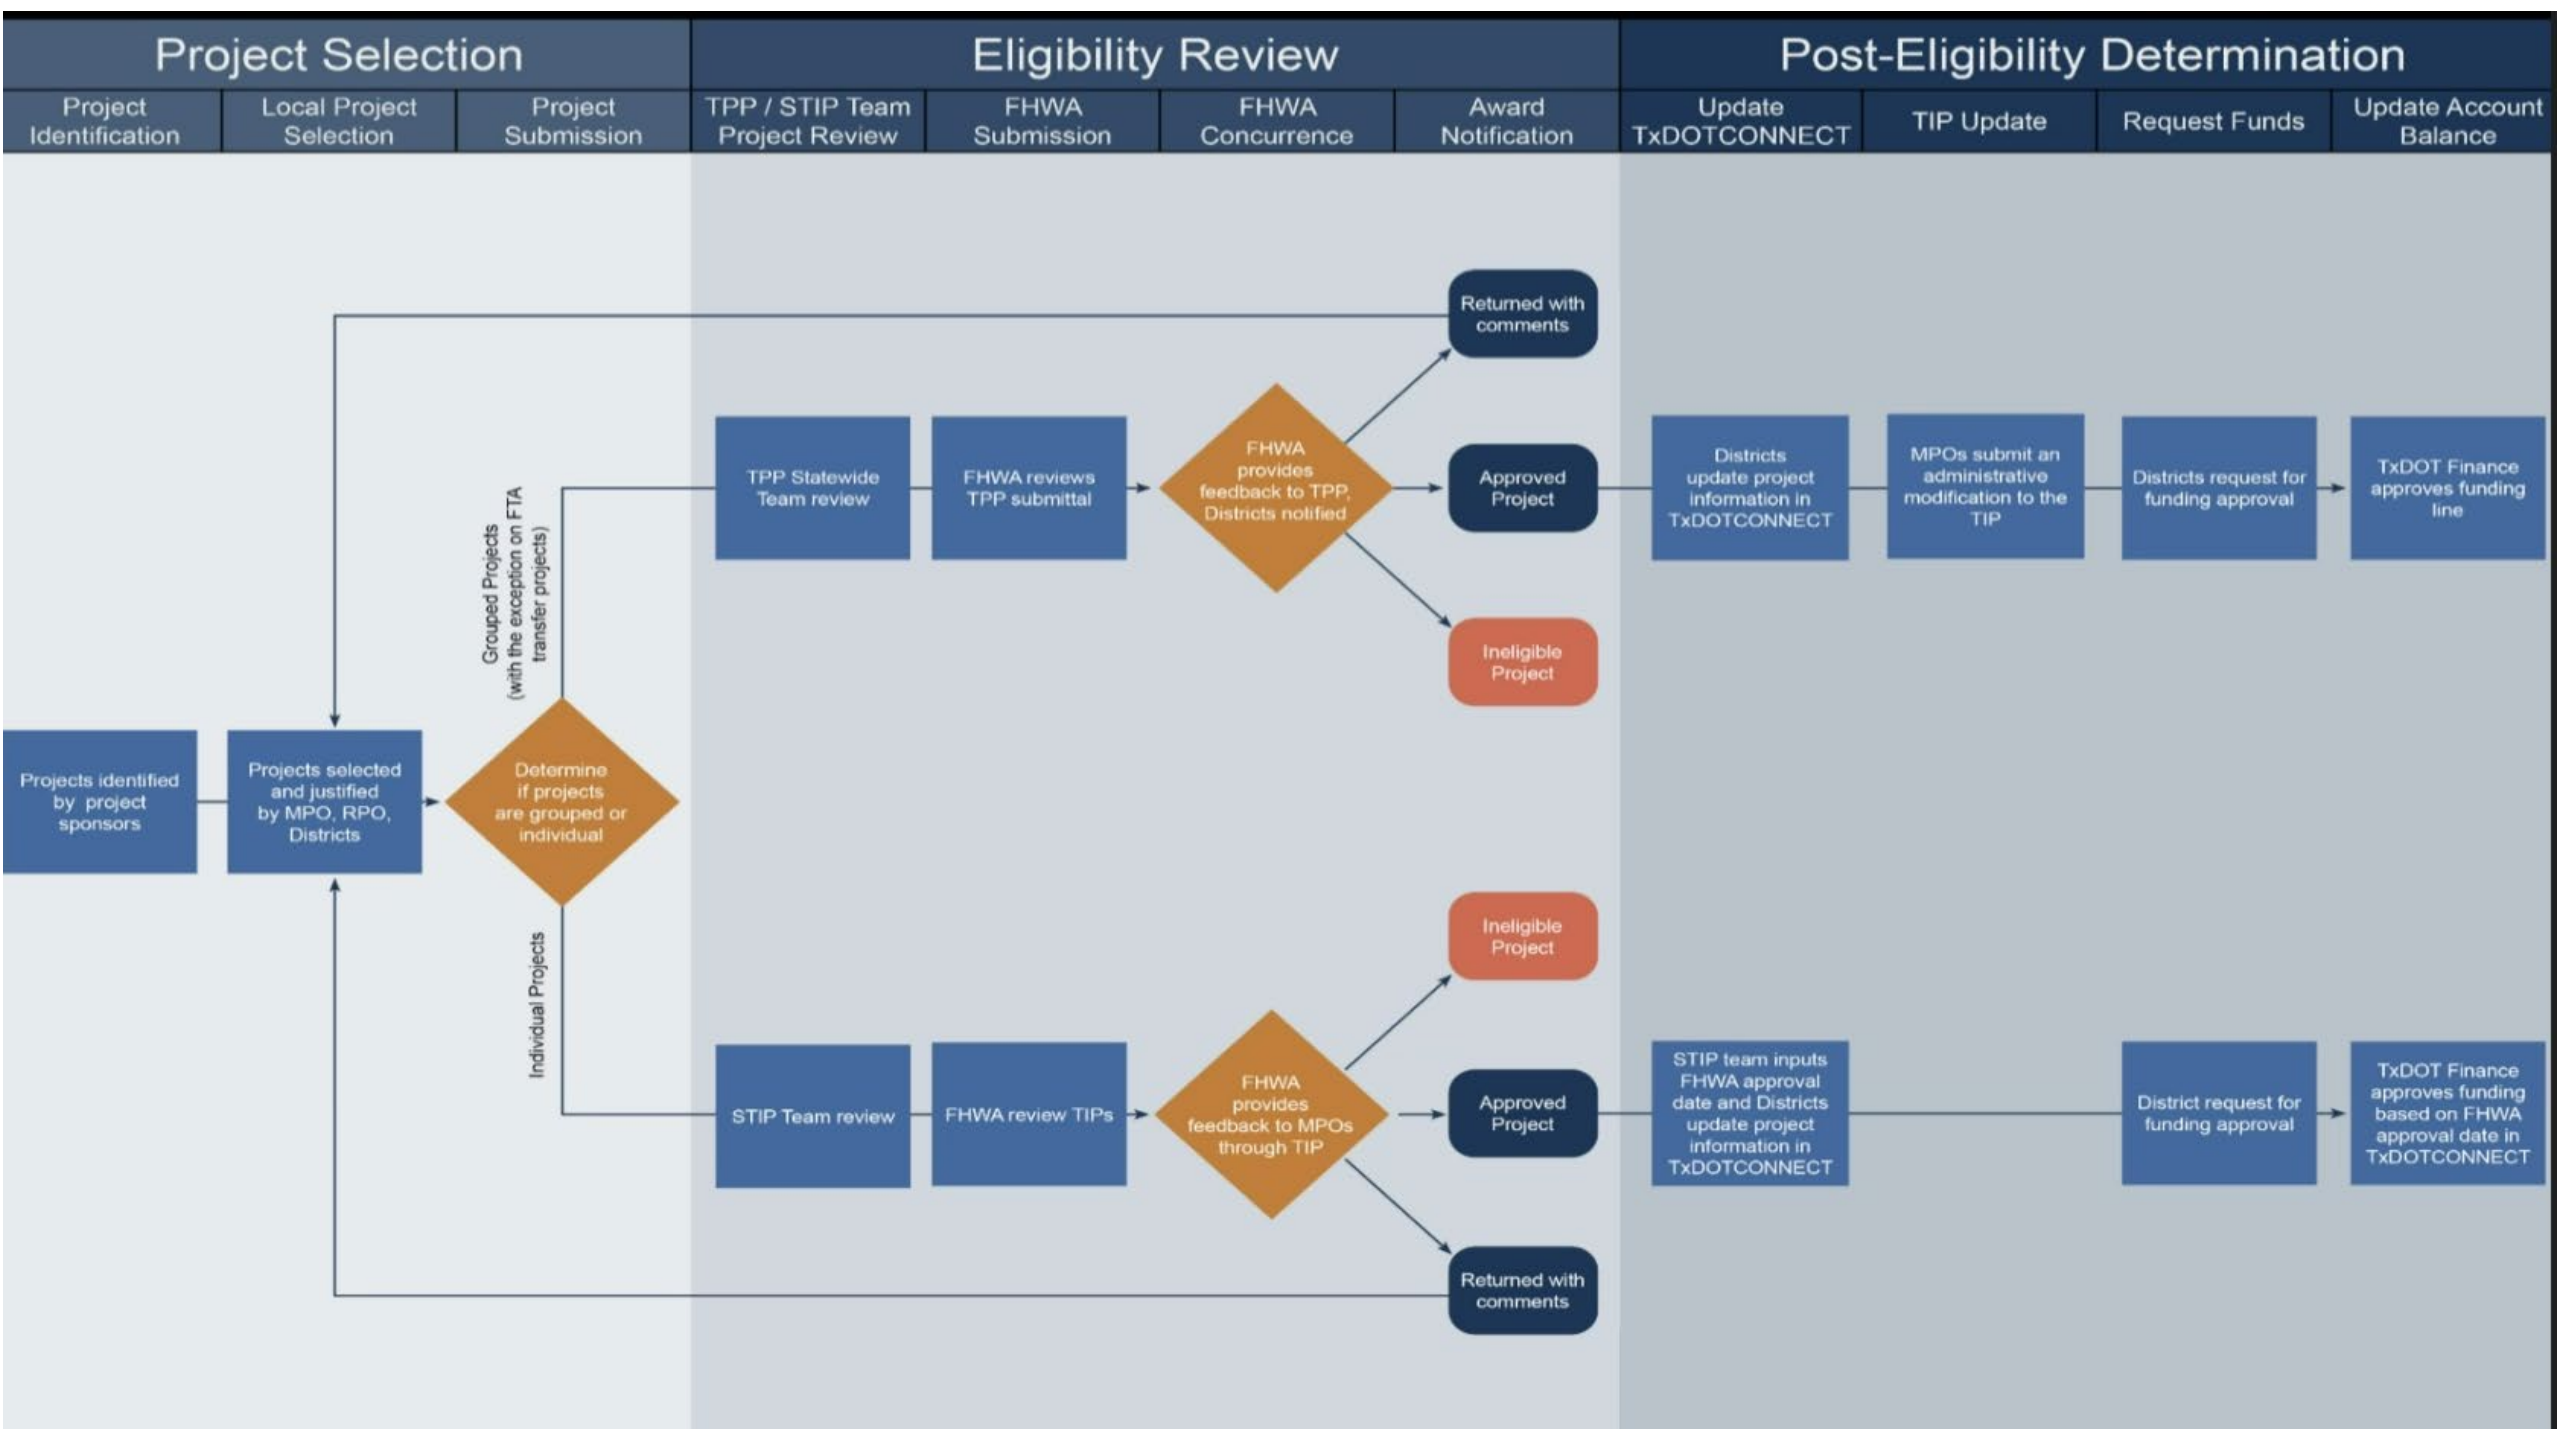 Project Selection
Eligibility Review
Post-Eligibility Determination
Project
Identification
Local Project
Selection
Project
Submission
TPP / STIP Team
Project Review
FHWA
Submission
FHWA
Concurrence
Award
Notification
Update
TxDOTCONNECT
TIP Update
Request Funds
Update Account
Balance
Projects identified
by project
sponsors
Projects selected
and justified
by MPO, RPO,
Districts
Determine
if projects
are grouped or
individual
Grouped Projects
(with the exception on FTA
transfer projects)
Individual Projects
Returned with
comments
TPP Statewide
Team review
FHWA reviews
TPP submittal
FHWA
provides
feedback to TPP,
Districts notified
Approved
Project
Districts
update project
information in
TxDOTCONNECT
MPOs submit an
administrative
modification to the
TIP
Districts request for
funding approval
TxDOT Finance
approves funding
line
Ineligible
Project
Ineligible
Project
STIP Team review
FHWA review TIPs
FHWA
provides
feedback to MPOs
through TIP
Approved
Project
STIP team inputs
FHWA approval
date and Districts
update project
information in
TxDOTCONNECT
District request for
funding approval
TxDOT Finance
approves funding
based on FHWA
approval date in
TxDOTCONNECT
Returned with
comments